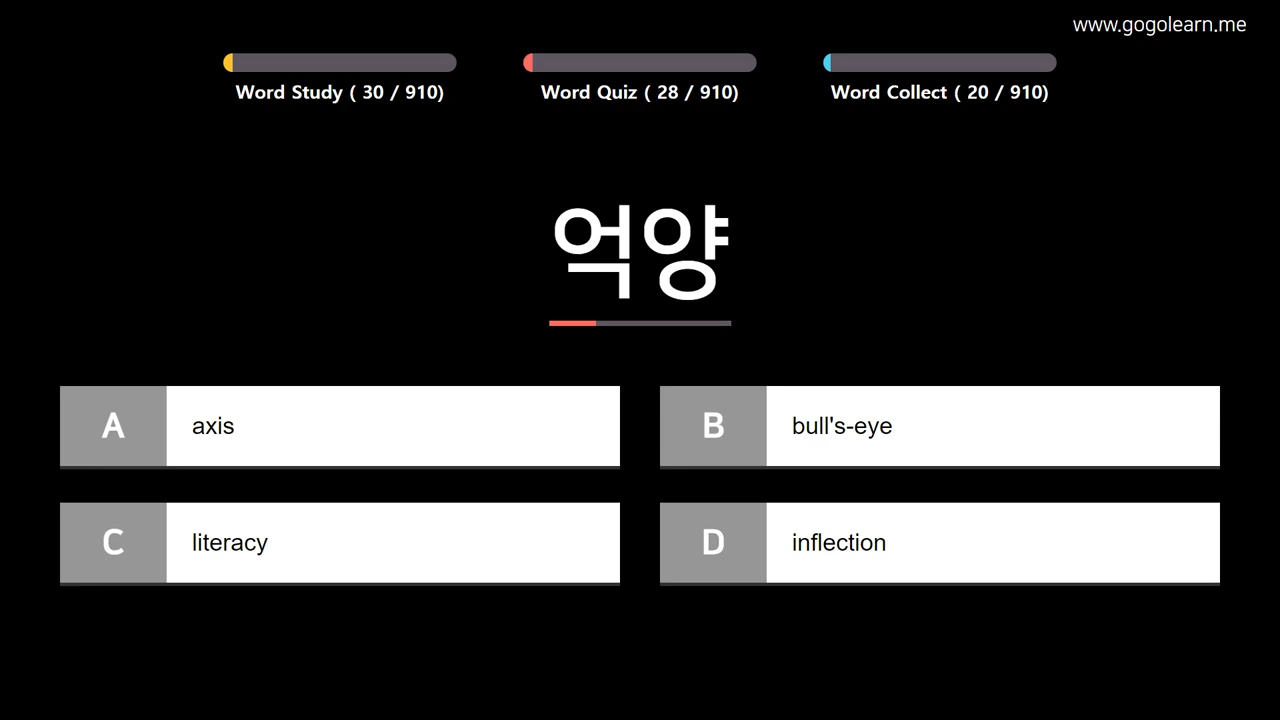 www.gogolearn.me
Word Study ( 30 / 910)
Word Quiz ( 28 / 910)
Word Collect ( 20 / 910)
억양
A axis
B bull's-eye
C literacy
D inflection